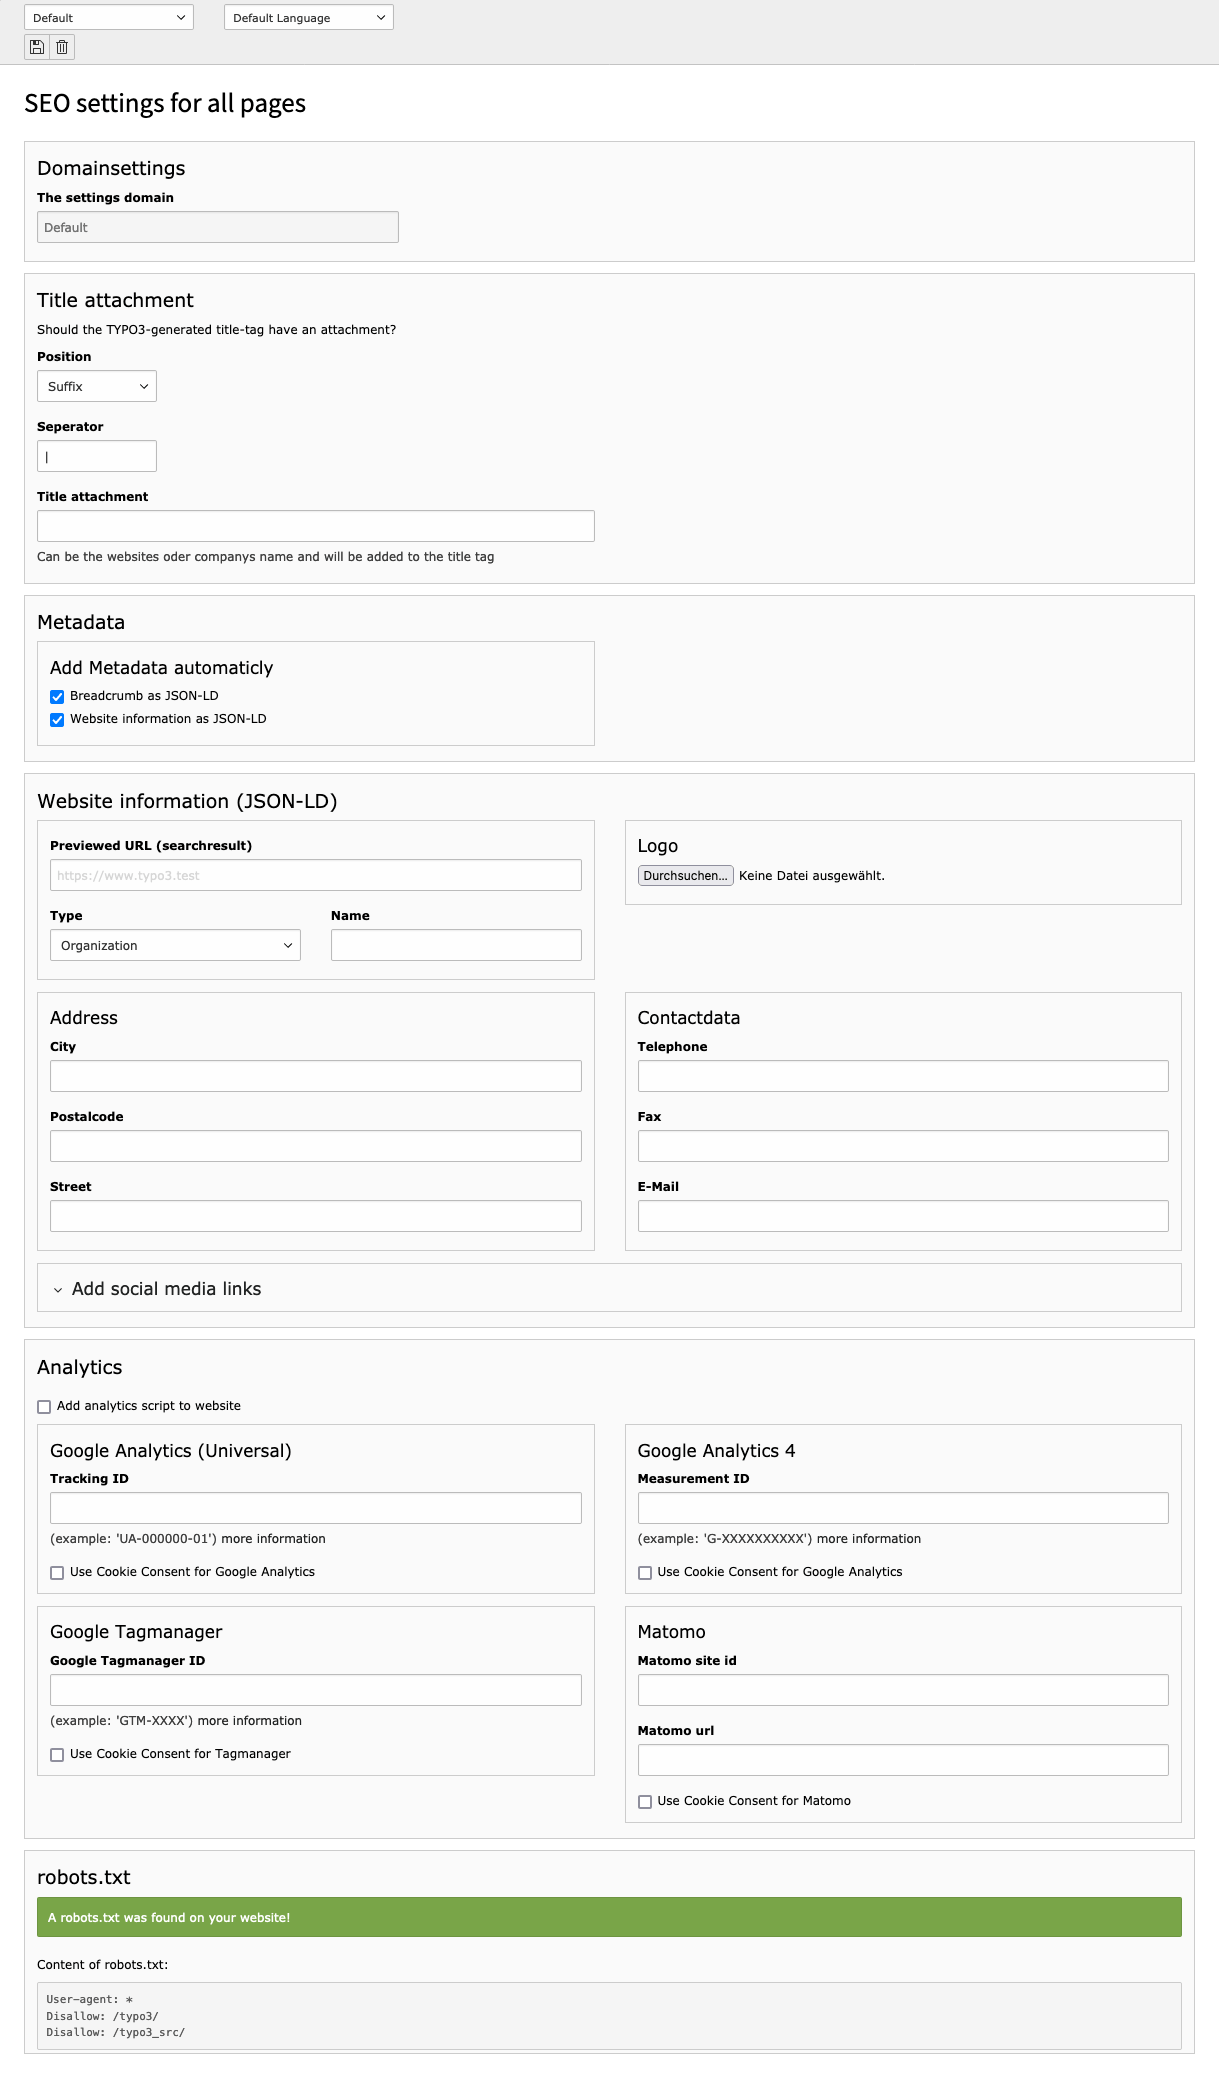 Default
Default Language
SEO settings for all pages
Domainsettings
The settings domain
Default
Title attachment
Should the TYPO3-generated title-tag have an attachment?
Position
Suffix
Seperator
|
Title attachment
Can be the websites oder companys name and will be added to the title tag
Metadata
Add Metadata automaticly
Breadcrumb as JSON-LD
Website information as JSON-LD
Website information (JSON-LD)
Previewed URL (searchresult)
https://www.typo3.test
Type
Name
Organization
Logo
Durchsuchen... Keine Datei ausgewählt.
Address
City
Postalcode
Street
Contactdata
Telephone
Fax
E-Mail
Add social media links
Analytics
Add analytics script to website
Google Analytics (Universal)
Tracking ID
(example: 'UA-000000-01') more information
Use Cookie Consent for Google Analytics
Google Analytics 4
Measurement ID
(example: 'G-XXXXXXXXXX') more information
Use Cookie Consent for Google Analytics
Google Tagmanager
Google Tagmanager ID
(example: 'GTM-XXXX') more information
Use Cookie Consent for Tagmanager
Matomo
Matomo site id
Matomo url
Use Cookie Consent for Matomo
robots.txt
A robots.txt was found on your website!
Content of robots.txt:
User-agent: *
Disallow: /typo3/
Disallow: /typo3_src/